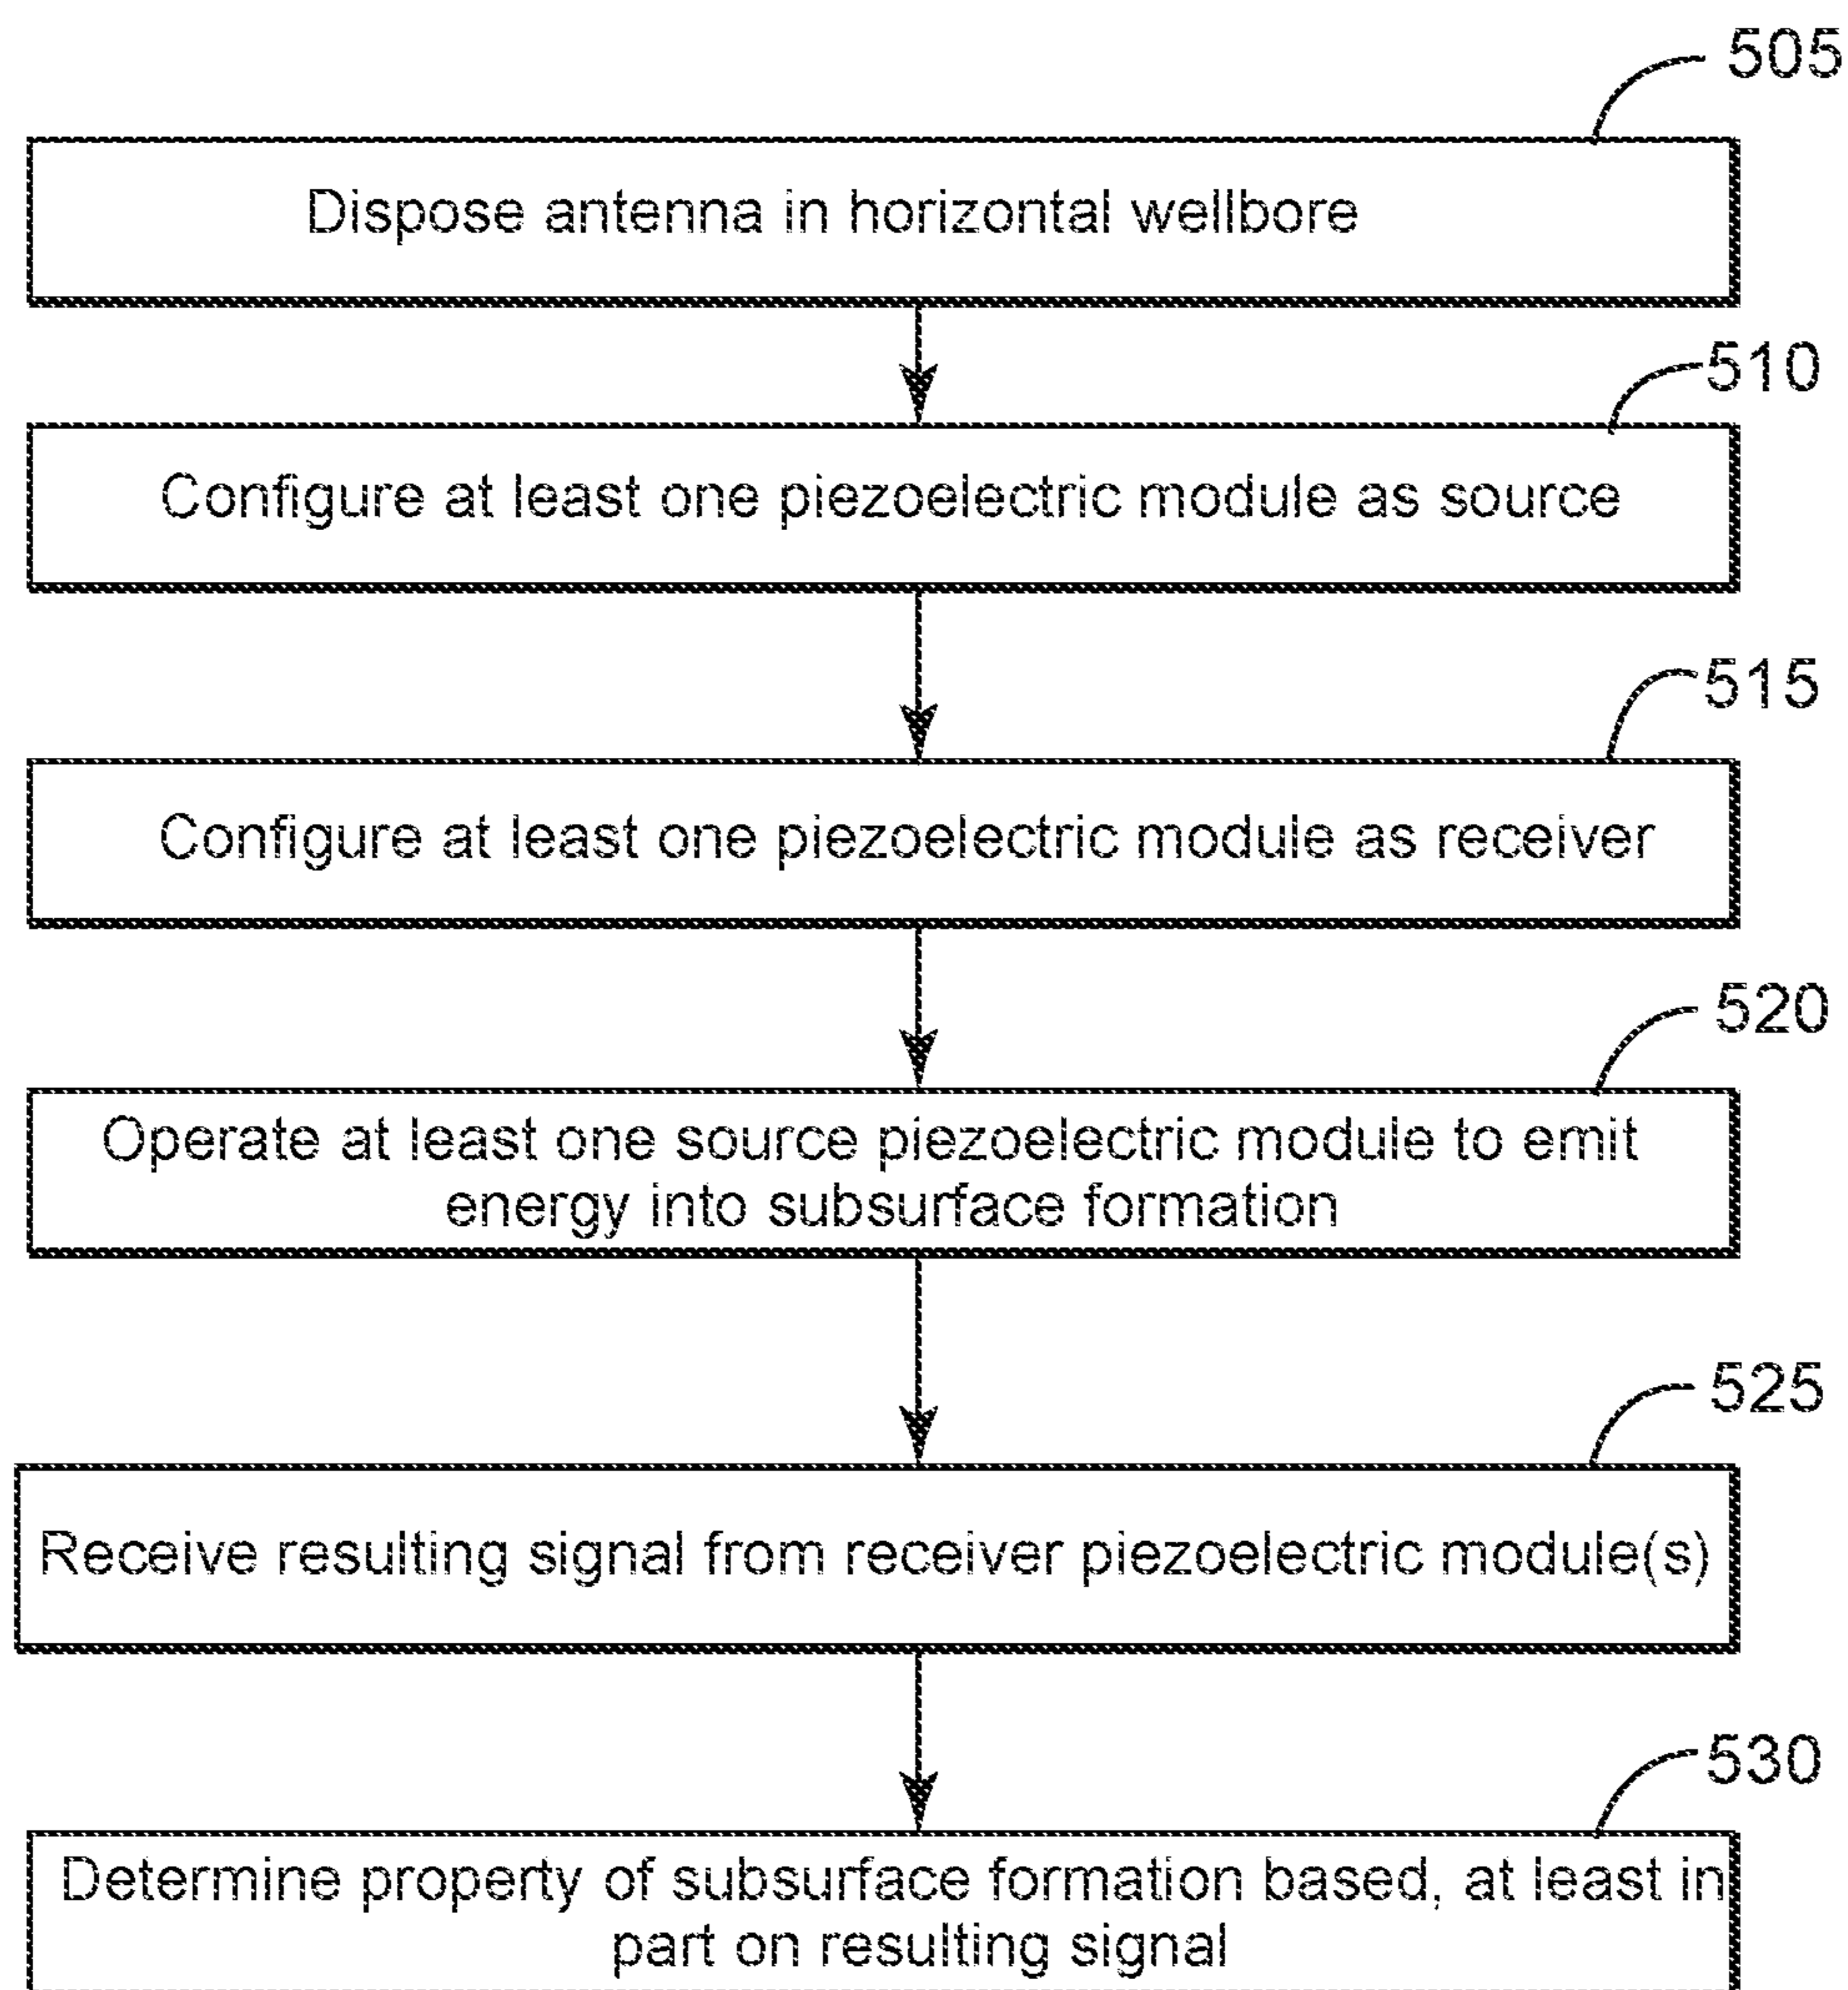 505
Dispose antenna in horizontal wellbore
510
Configure at least one piezoelectric module as source
515
Configure at least one piezoelectric module as receiver
520
Operate at least one source piezoelectric module to emit
energy into subsurface formation
525
Receive resulting signal from receiver piezoelectric module(s)
530
Determine property of subsurface formation based, at least in
part on resulting signal